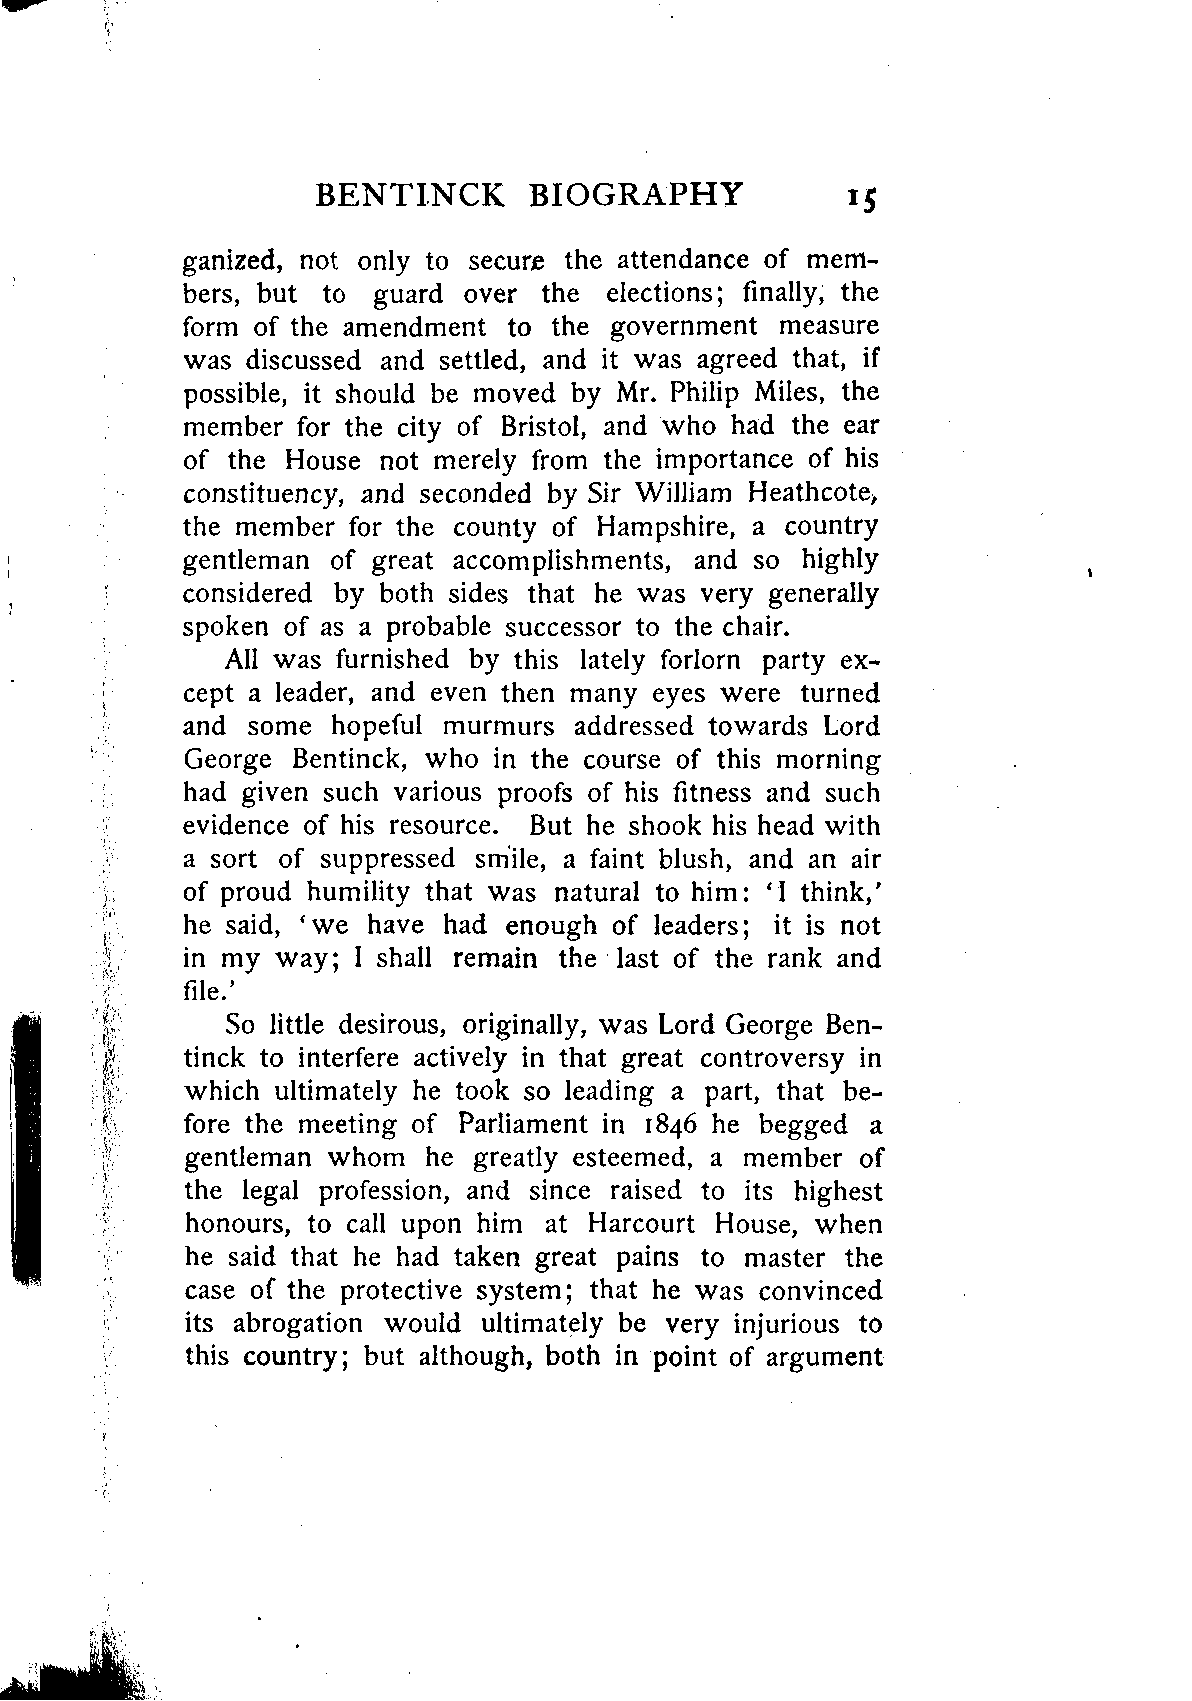 BENTINCK BIOGRAPHY 15
ganized, not only to secure the attendance of mem-
bers, but to guard over the elections; finally, the
form of the amendment to the government measure
was discussed and settled, and it was agreed that, if
possible, it should be moved by Mr. Philip Miles, the
member for the city of Bristol, and who had the ear
of the House not merely from the importance of his
constituency, and seconded by Sir William Heathcote,
the member for the county of Hampshire, a country
gentleman of great accomplishments, and so highly
considered by both sides that he was very generally
spoken of as a probable successor to the chair.
All was furnished by this lately forlorn party ex-
cept a leader, and even then many eyes were turned
and some hopeful murmurs addressed towards Lord
George Bentinck, who in the course of this morning
had given such various proofs of his fitness and such
evidence of his resource. But he shook his head with
a sort of suppressed smile, a faint blush, and an air
of proud humility that was natural to him: ‘I think,’
he said, ‘we have had enough of leaders; it is not
in my way; I shall remain the last of the rank and
file.’
So little desirous, originally, was Lord George Ben-
tinck to interfere actively in that great controversy in
which ultimately he took so leading a part, that be-
fore the meeting of Parliament in 1846 he begged a
gentleman whom he greatly esteemed, a member of
the legal profession, and since raised to its highest
honours, to call upon him at Harcourt House, when
he said that he had taken great pains to master the
case of the protective system; that he was convinced
its abrogation would ultimately be very injurious to
this country; but although, both in point of argument